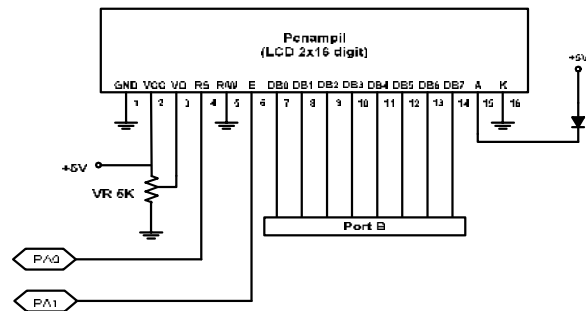 Penampil
(LCD 2x16 digit)
+5V
GND VCC VO RS R/W E DB0 DB1 DB2 DB3 DB4 DB5 DB6 DB7 A K
1 2 3 4 5 6 7 8 9 10 11 12 13 14 15 16
+5V
VR 5K
Port B
PA0
PA1